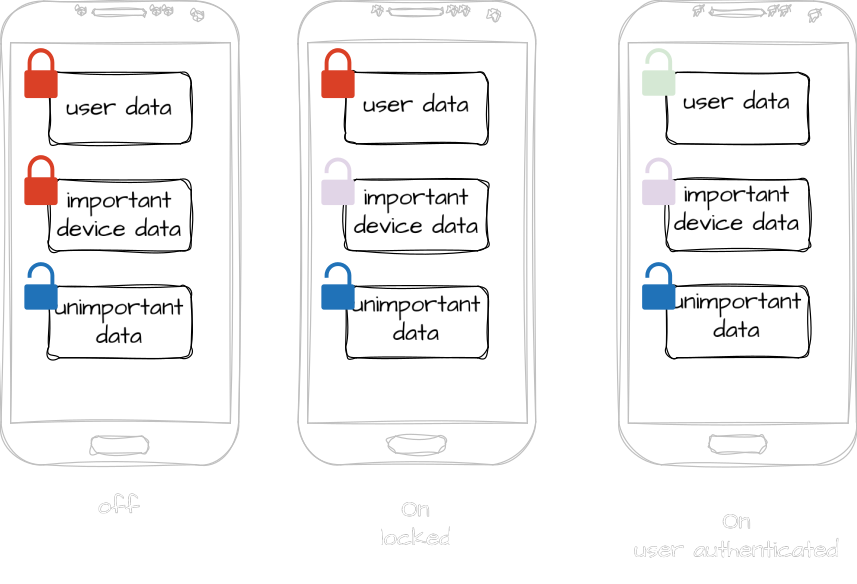 user data
important
device data
unimportant
data
off
user data
important
device data
unimportant
data
On
locked
user data
important
device data
unimportant
data
On
user authenticated